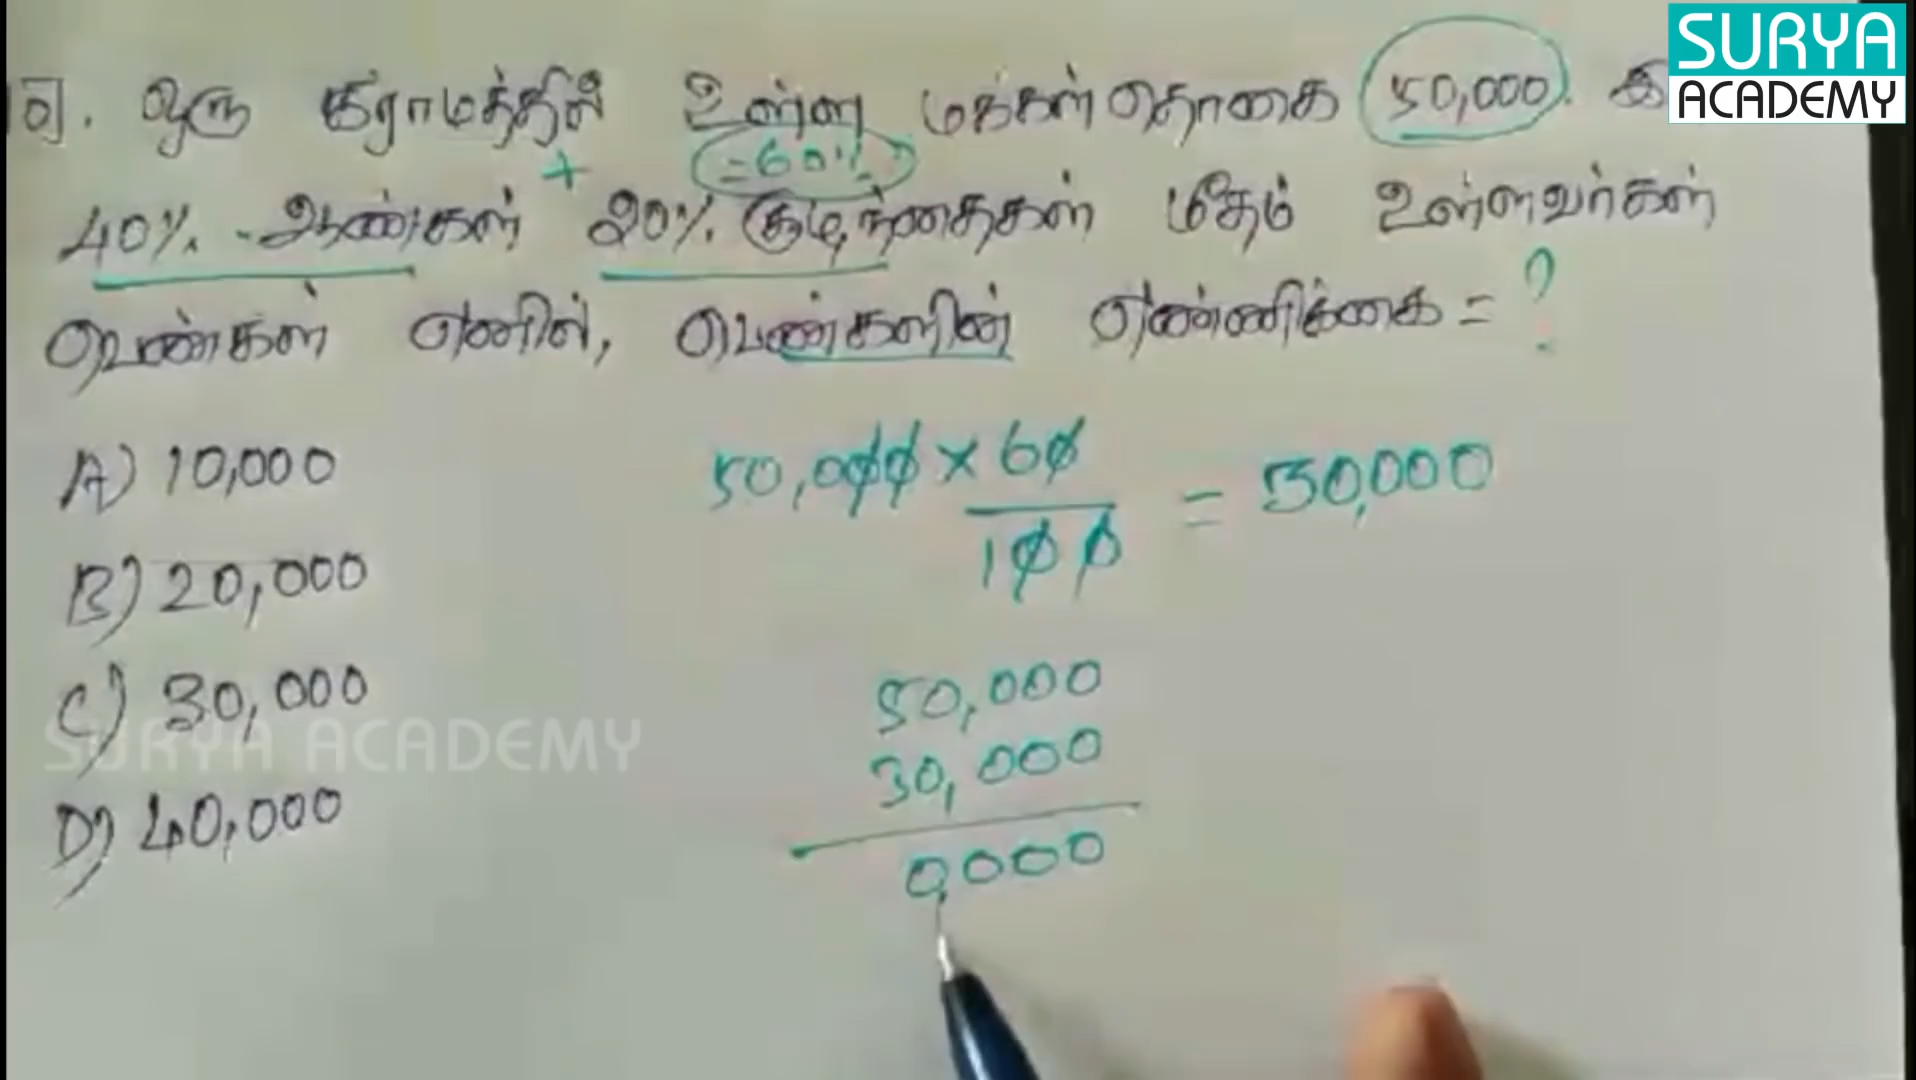 SURYA
ACADEMY
ஒரு கிராமத்தில் உள்ள மக்கள்தொகை 50,000.
+ =60%
40% ஆண்கள் 20% குழந்தைகள் மீதம் உள்ளவர்கள்
பெண்கள் எனில், பெண்களின் எண்ணிக்கை = ?
A) 10,000
50,000 x 60
100
= 30,000
B) 20,000
C) 30,000
D) 40,000
50,000
30,000
0,000
SURYA ACADEMY